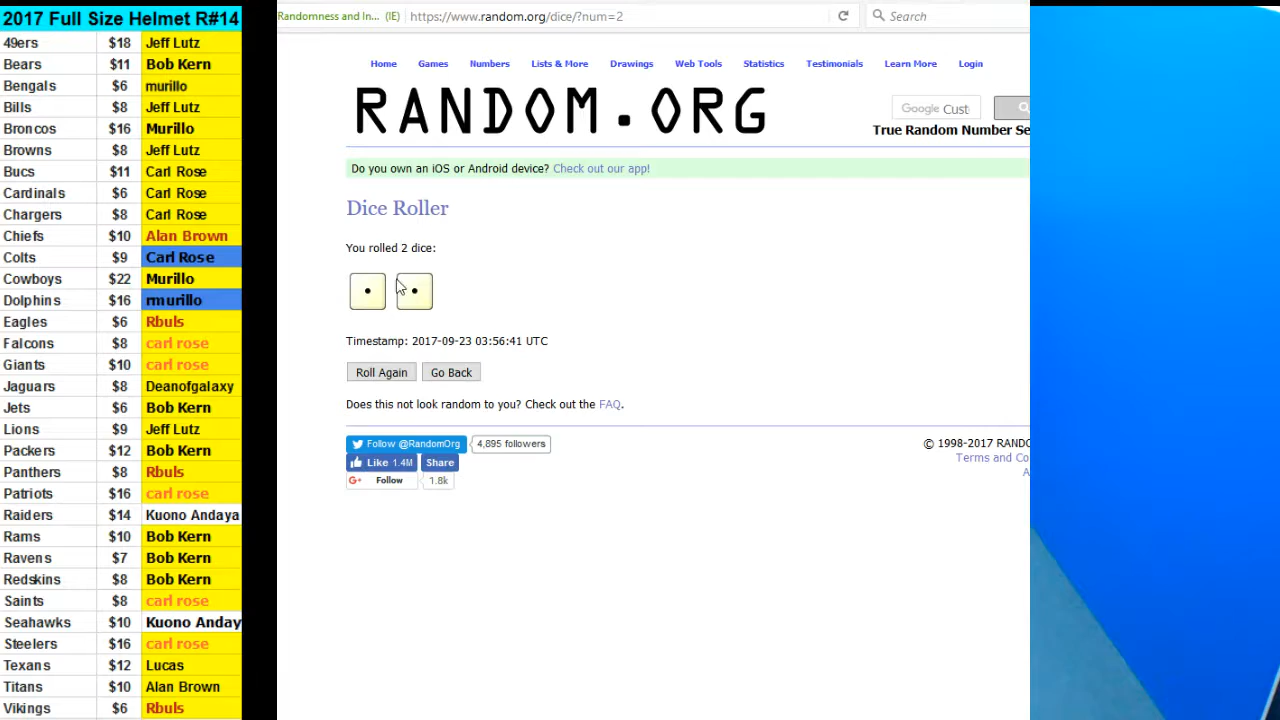 2017 Full Size Helmet R#14
49ers $18 Jeff Lutz
Bears $11 Bob Kern
Bengals $6 murillo
Bills $8 Jeff Lutz
Broncos $16 Murillo
Browns $8 Jeff Lutz
Bucs $11 Carl Rose
Cardinals $6 Carl Rose
Chargers $8 Carl Rose
Chiefs $10 Alan Brown
Colts $9 Carl Rose
Cowboys $22 Murillo
Dolphins $16 rmurillo
Eagles $6 Rbuls
Falcons $8 carl rose
Giants $10 carl rose
Jaguars $8 Deanofgalaxy
Jets $6 Bob Kern
Lions $9 Jeff Lutz
Packers $12 Bob Kern
Panthers $8 Rbuls
Patriots $16 carl rose
Raiders $14 Kuono Andaya
Rams $10 Bob Kern
Ravens $7 Bob Kern
Redskins $8 Bob Kern
Saints $8 carl rose
Seahawks $10 Kuono Anday
Steelers $16 carl rose
Texans $12 Lucas
Titans $10 Alan Brown
Vikings $6 Rbuls
Randomness and In... (IE) https://www.random.org/dice/?num=2 Search
Home Games Numbers Lists & More Drawings Web Tools Statistics Testimonials Learn More Login
RANDOM.ORG
Google Cust
True Random Number Se
Do you own an iOS or Android device? Check out our app!
Dice Roller
You rolled 2 dice:
Timestamp: 2017-09-23 03:56:41 UTC
Roll Again Go Back
Does this not look random to you? Check out the FAQ.
Follow @RandomOrg 4,895 followers
Like 1.4M Share
G+ Follow 1.8k
© 1998-2017 RANDO
Terms and Co
A